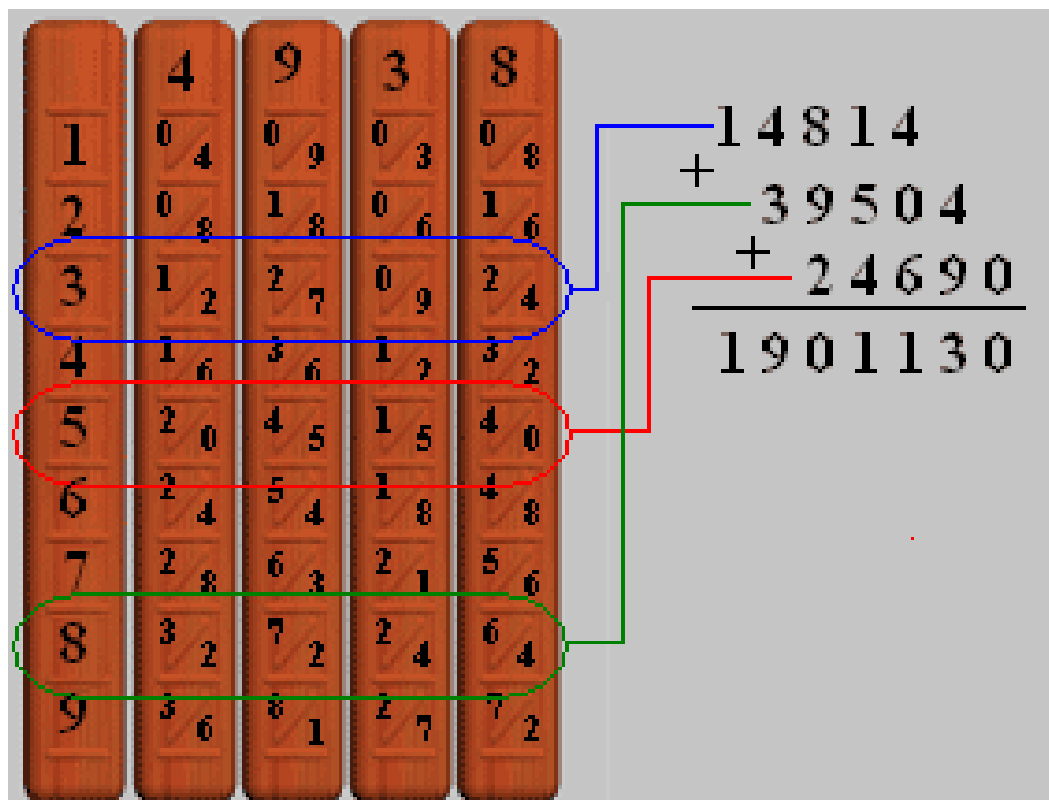 4 9 3 8
1 0/4 0/9 0/3 0/8
2 0/8 1/8 0/6 1/6
3 1/2 2/7 0/9 2/4
4 1/6 3/6 1/2 3/2
5 2/0 4/5 1/5 4/0
6 2/4 5/4 1/8 4/8
7 2/8 6/3 2/1 5/6
8 3/2 7/2 2/4 6/4
9 3/6 8/1 2/7 7/2
14814
+
39504
+
24690
1901130